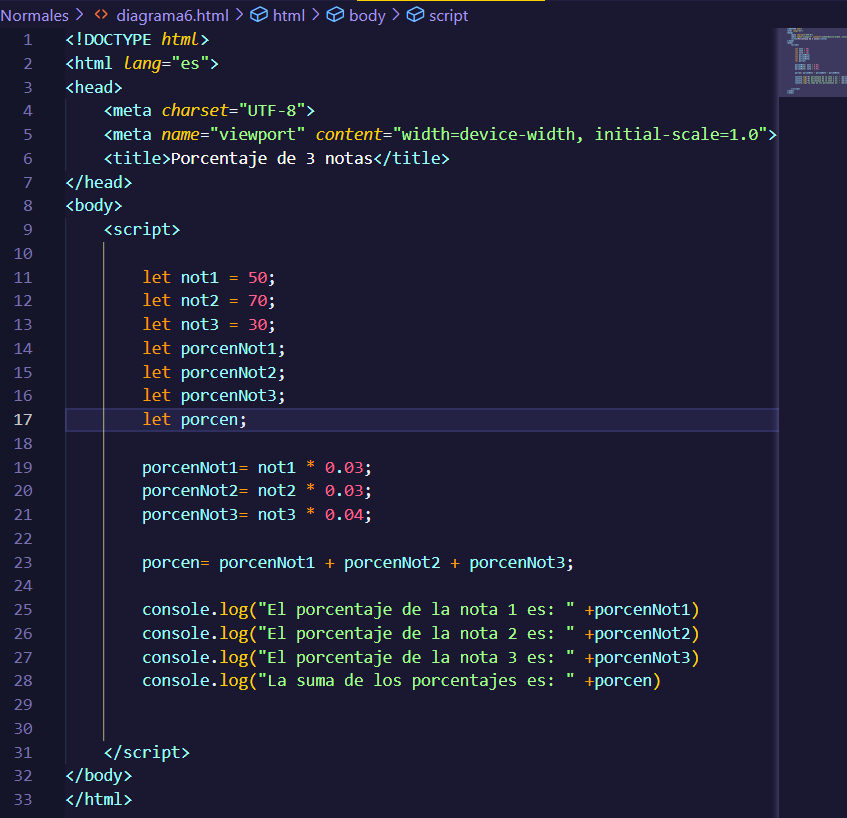 Normales > diagrama6.html > html > body > script
1 <!DOCTYPE html>
2 <html lang="es">
3 <head>
4 <meta charset="UTF-8">
5 <meta name="viewport" content="width=device-width, initial-scale=1.0">
6 <title>Porcentaje de 3 notas</title>
7 </head>
8 <body>
9 <script>
10
11 let not1 = 50;
12 let not2 = 70;
13 let not3 = 30;
14 let porcenNot1;
15 let porcenNot2;
16 let porcenNot3;
17 let porcen;
18
19 porcenNot1= not1 * 0.03;
20 porcenNot2= not2 * 0.03;
21 porcenNot3= not3 * 0.04;
22
23 porcen= porcenNot1 + porcenNot2 + porcenNot3;
24
25 console.log("El porcentaje de la nota 1 es: " +porcenNot1)
26 console.log("El porcentaje de la nota 2 es: " +porcenNot2)
27 console.log("El porcentaje de la nota 3 es: " +porcenNot3)
28 console.log("La suma de los porcentajes es: " +porcen)
29
30
31 </script>
32 </body>
33 </html>